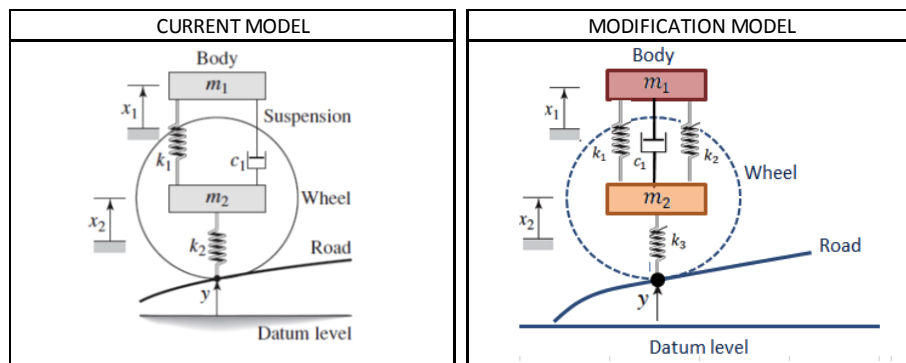 CURRENT MODEL
Body
m₁
x₁
Suspension
k₁
c₁
m₂
Wheel
x₂
k₂
Road
y
Datum level
MODIFICATION MODEL
Body
m₁
x₁
k₁
c₁
k₂
Wheel
m₂
x₂
k₃
Road
y
Datum level